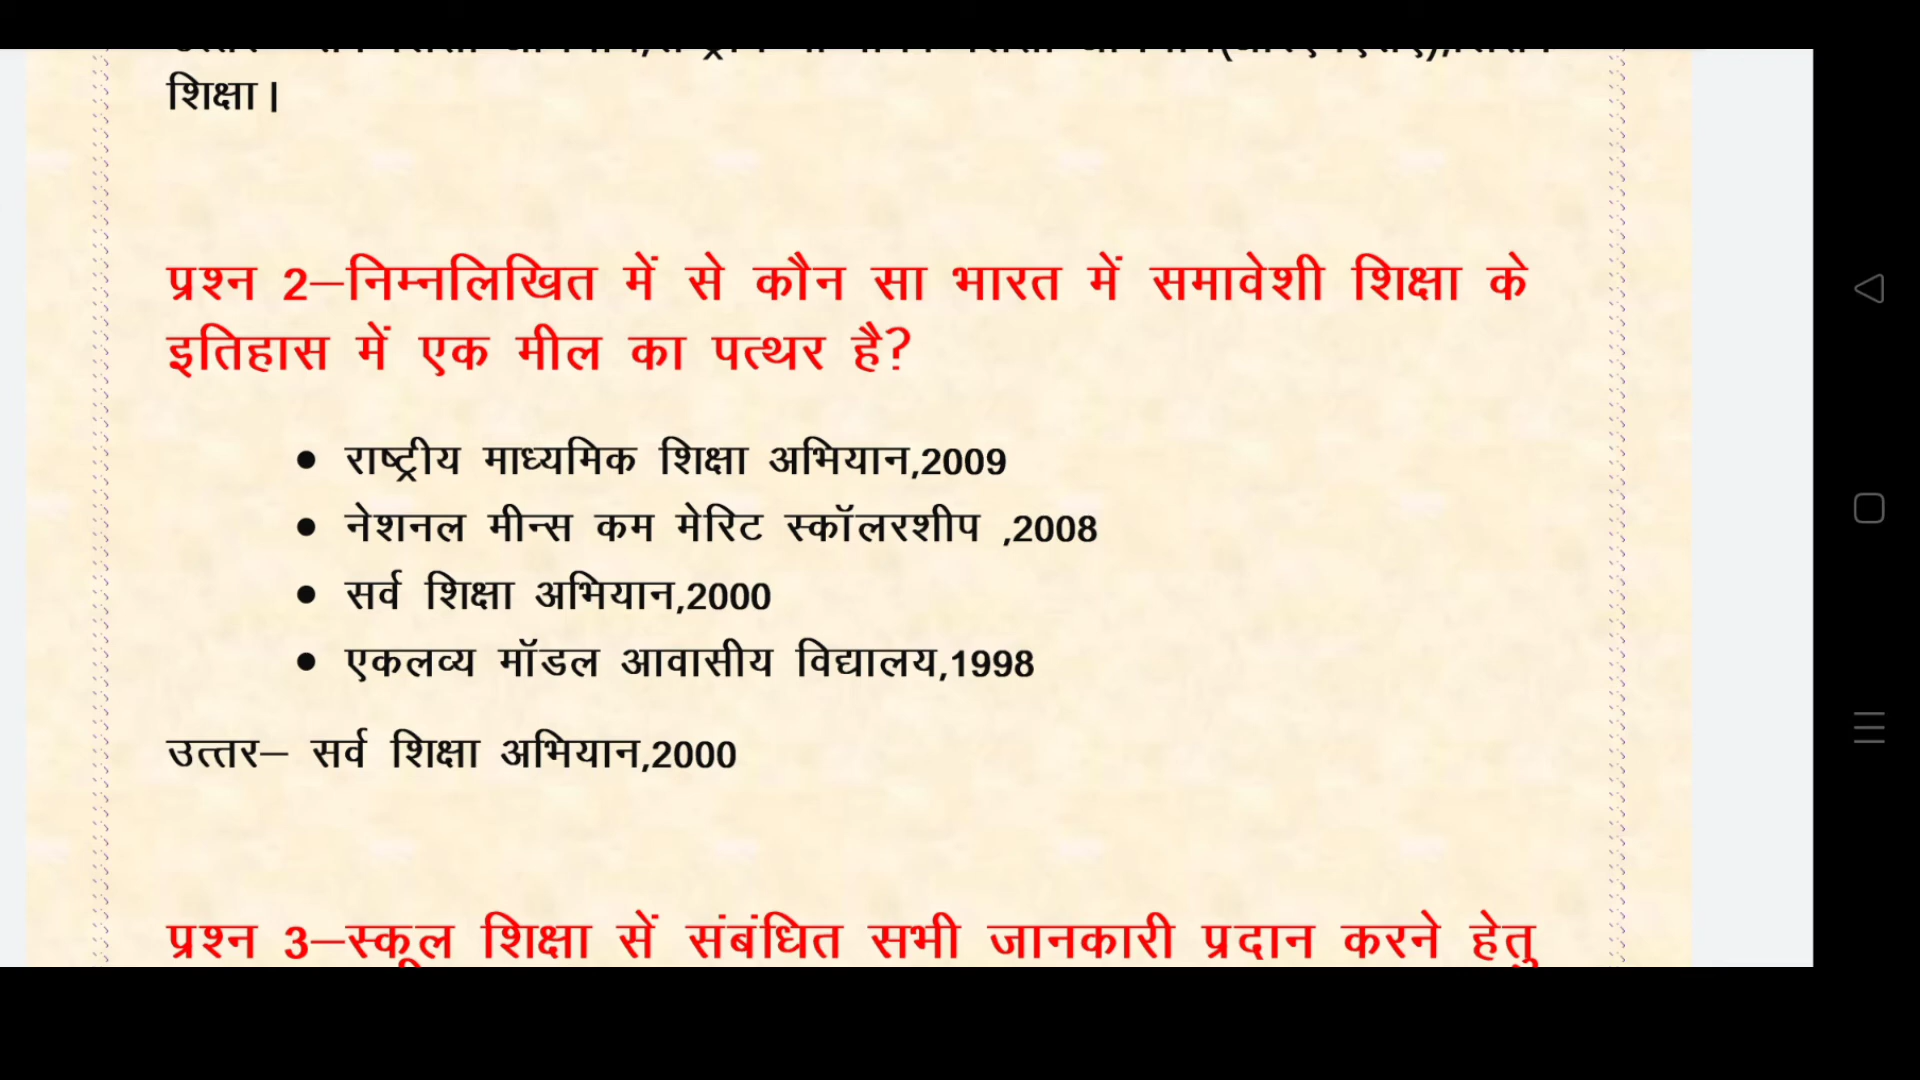 शिक्षा।
प्रश्न 2–निम्नलिखित में से कौन सा भारत में समावेशी शिक्षा के
इतिहास में एक मील का पत्थर है?
● राष्ट्रीय माध्यमिक शिक्षा अभियान,2009
● नेशनल मीन्स कम मेरिट स्कॉलरशीप ,2008
● सर्व शिक्षा अभियान,2000
● एकलव्य मॉडल आवासीय विद्यालय,1998
उत्तर– सर्व शिक्षा अभियान,2000
प्रश्न 3–स्कूल शिक्षा सें संबंधित सभी जानकारी प्रदान करने हेतु